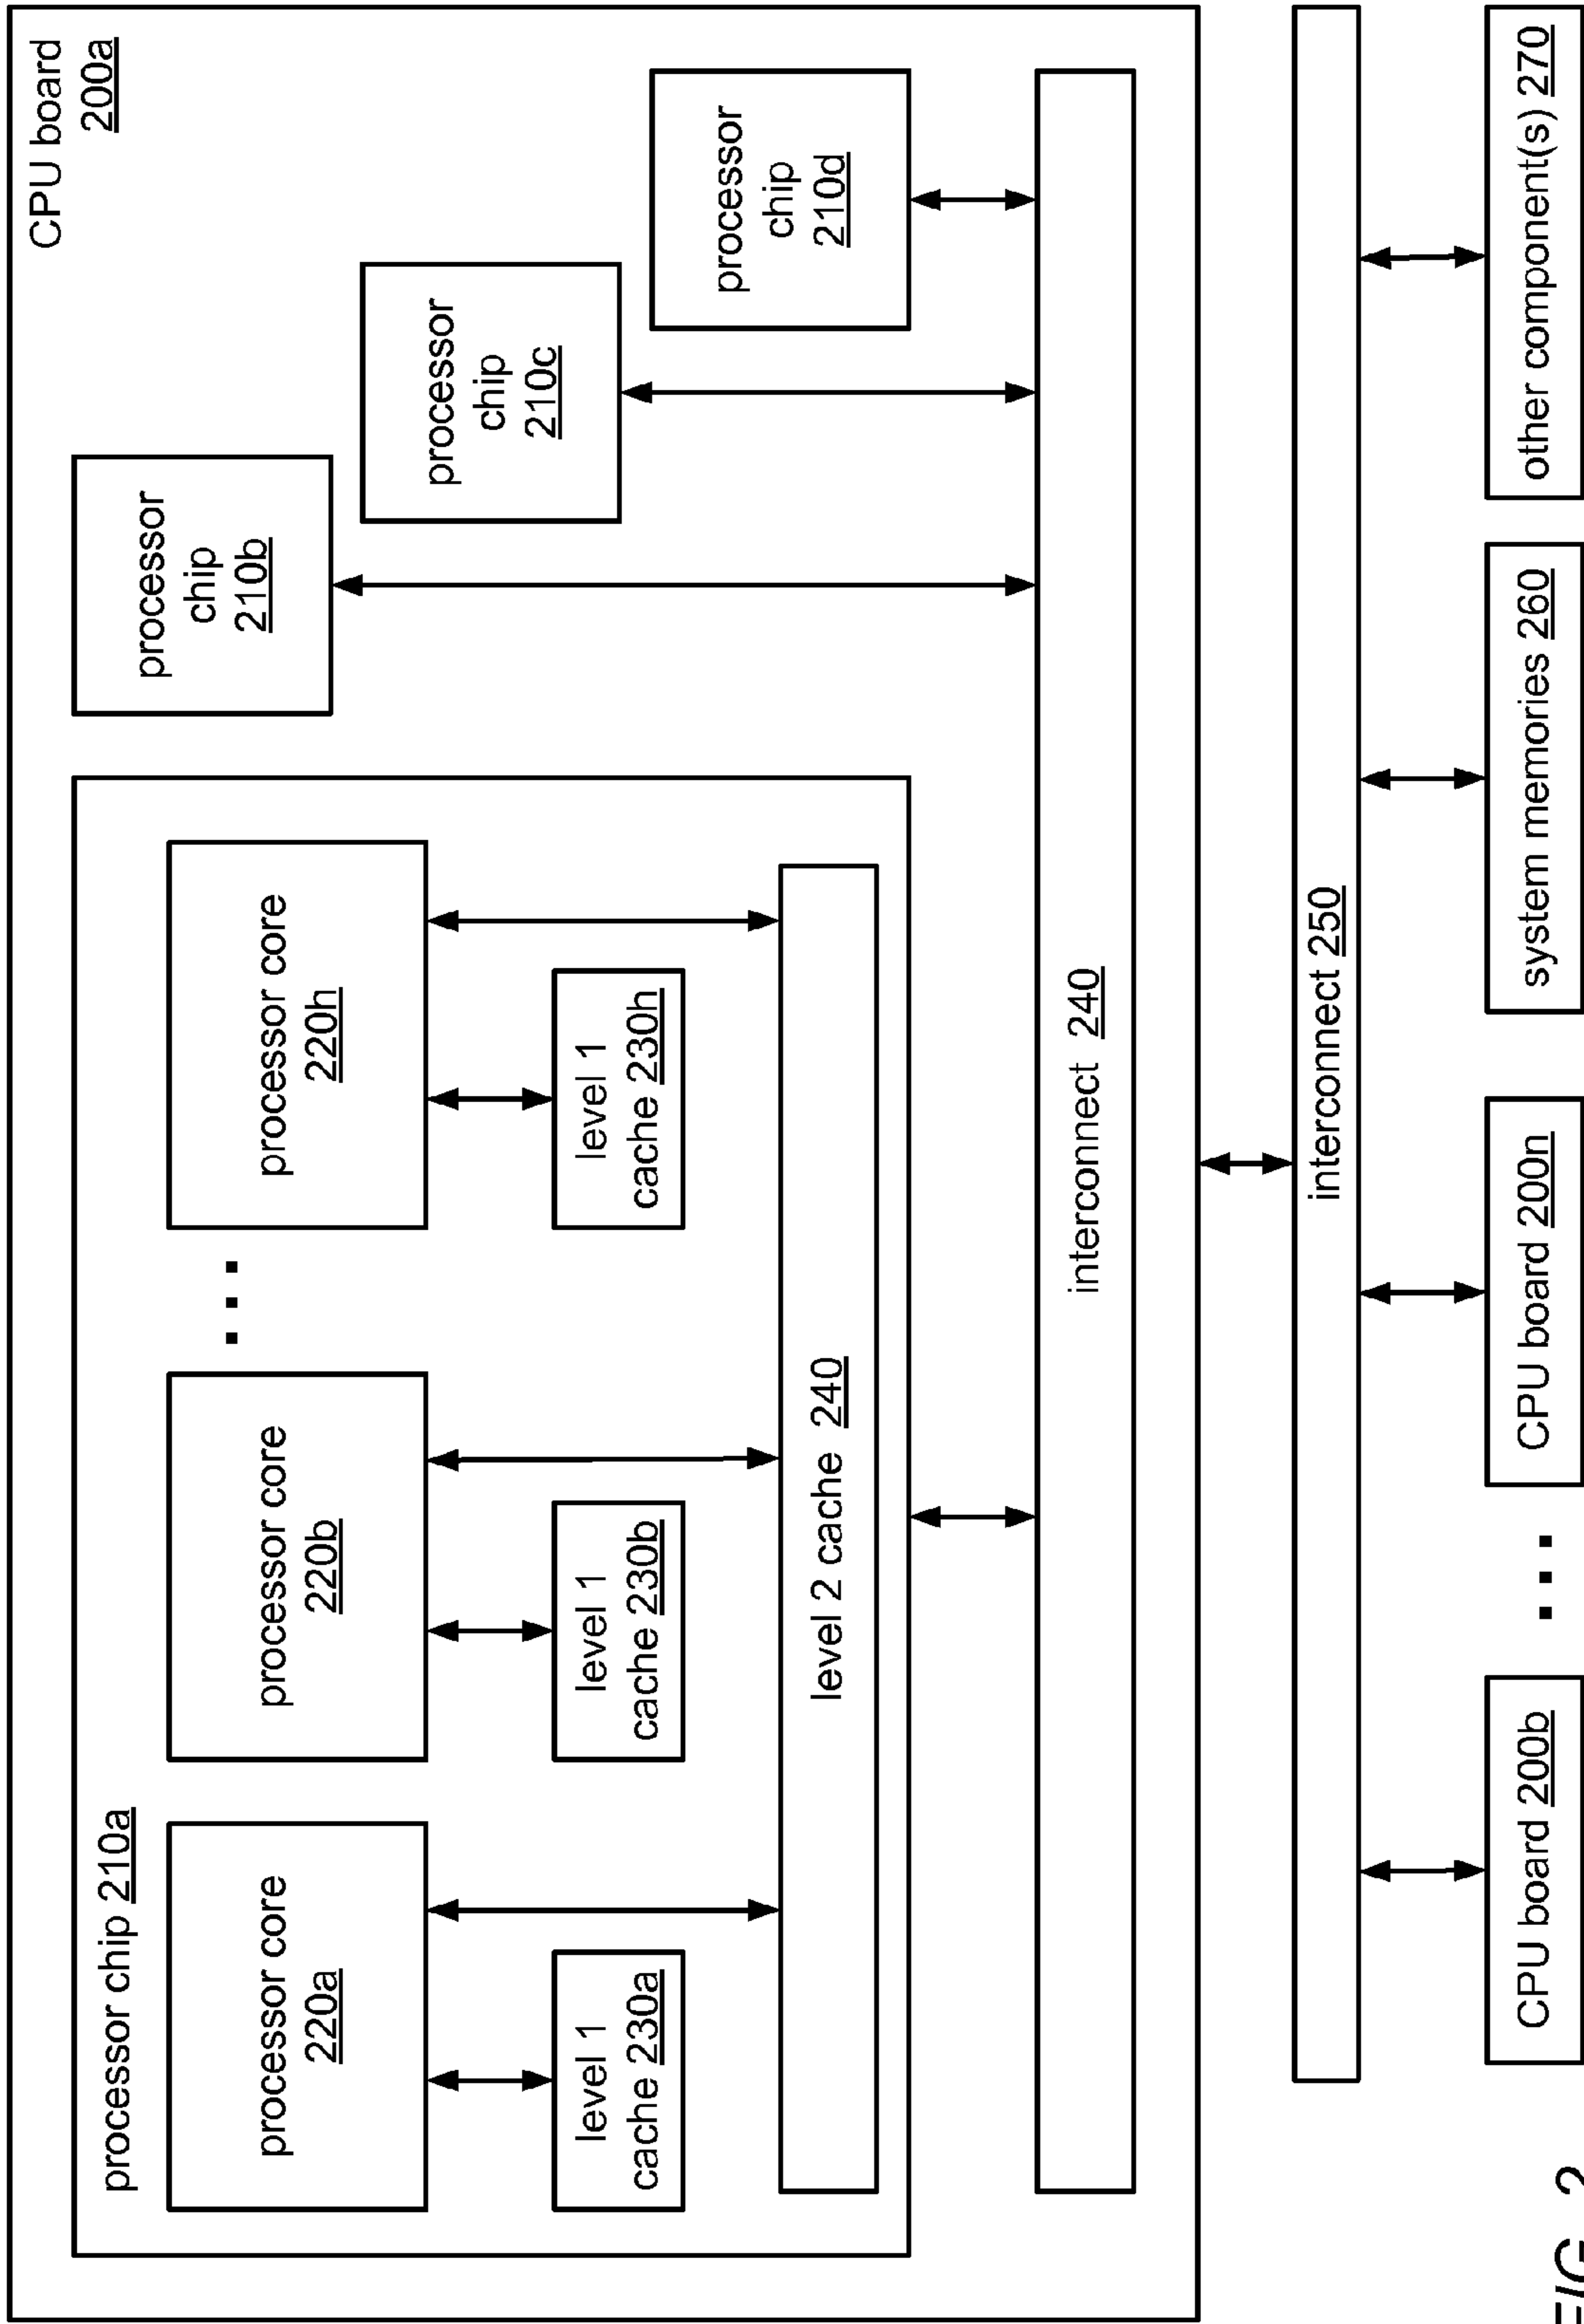 CPU board
200a
processor chip 210a
processor core
220a
processor core
220b
...
processor core
220h
level 1
cache 230a
level 1
cache 230b
level 1
cache 230h
level 2 cache 240
processor
chip
210b
processor
chip
210c
processor
chip
210d
interconnect 240
interconnect 250
CPU board 200b
...
CPU board 200n
system memories 260
other component(s) 270
FIG. 2